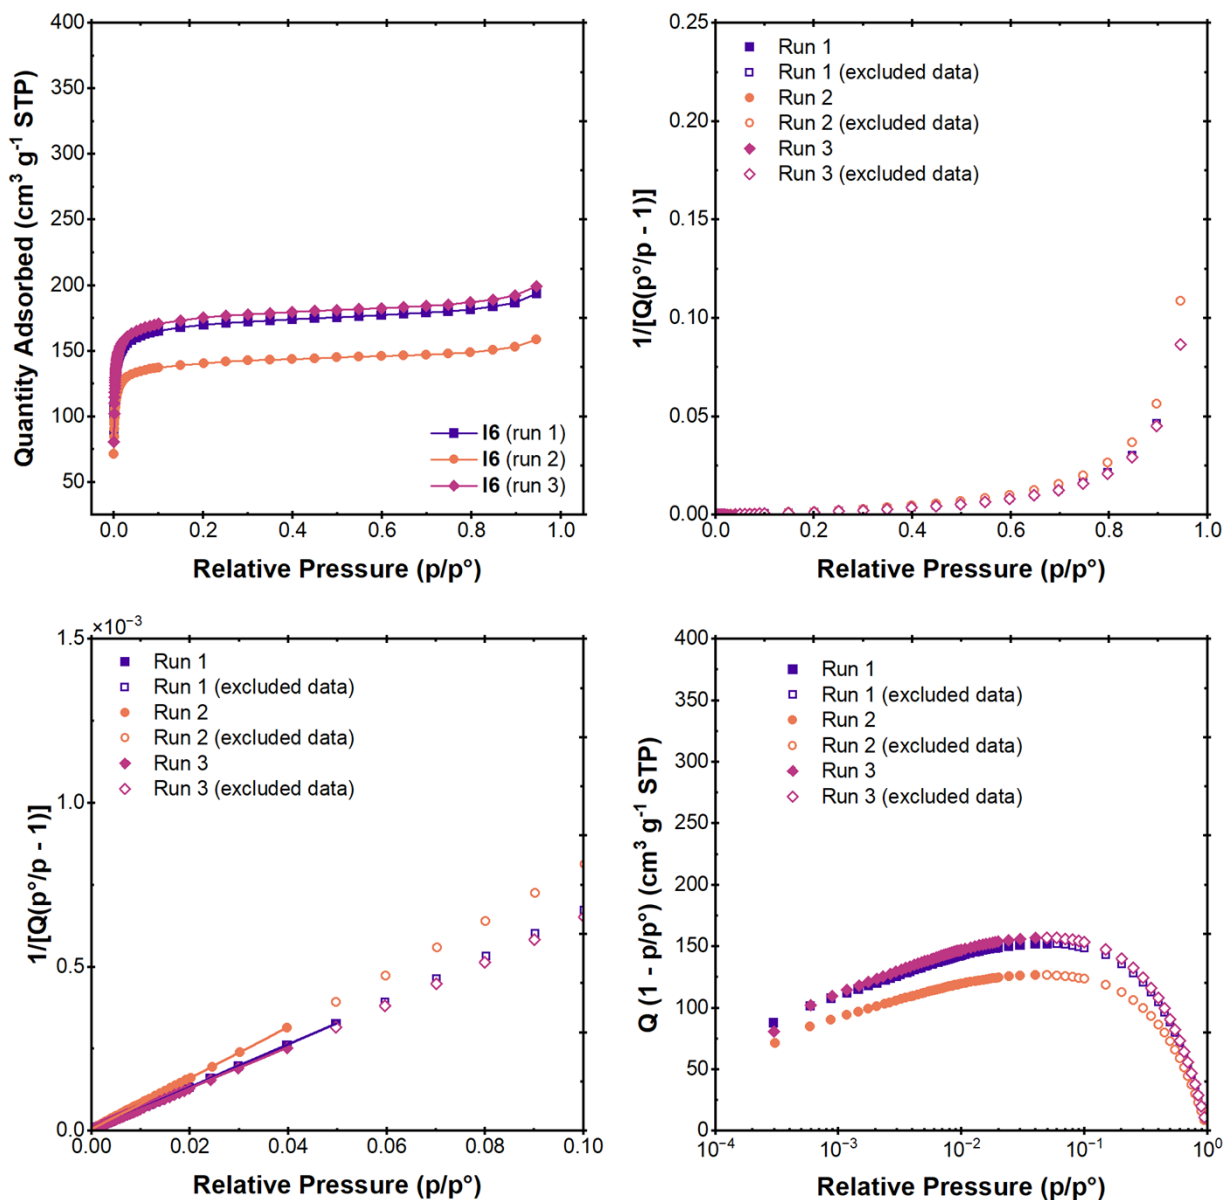 400
350
300
250
200
150
100
50
0.0
0.2
0.4
0.6
0.8
1.0
Quantity Adsorbed (cm³ g⁻¹ STP)
Relative Pressure (p/p°)
I6 (run 1)
I6 (run 2)
I6 (run 3)
0.25
0.20
0.15
0.10
0.05
0.00
0.0
0.2
0.4
0.6
0.8
1.0
1/[Q(p°/p - 1)]
Relative Pressure (p/p°)
Run 1
Run 1 (excluded data)
Run 2
Run 2 (excluded data)
Run 3
Run 3 (excluded data)
×10⁻³
1.5
1.0
0.5
0.0
0.00
0.02
0.04
0.06
0.08
0.10
1/[Q(p°/p - 1)]
Relative Pressure (p/p°)
Run 1
Run 1 (excluded data)
Run 2
Run 2 (excluded data)
Run 3
Run 3 (excluded data)
400
350
300
250
200
150
100
50
0
10⁻⁴
10⁻³
10⁻²
10⁻¹
10⁰
Q (1 - p/p°) (cm³ g⁻¹ STP)
Relative Pressure (p/p°)
Run 1
Run 1 (excluded data)
Run 2
Run 2 (excluded data)
Run 3
Run 3 (excluded data)